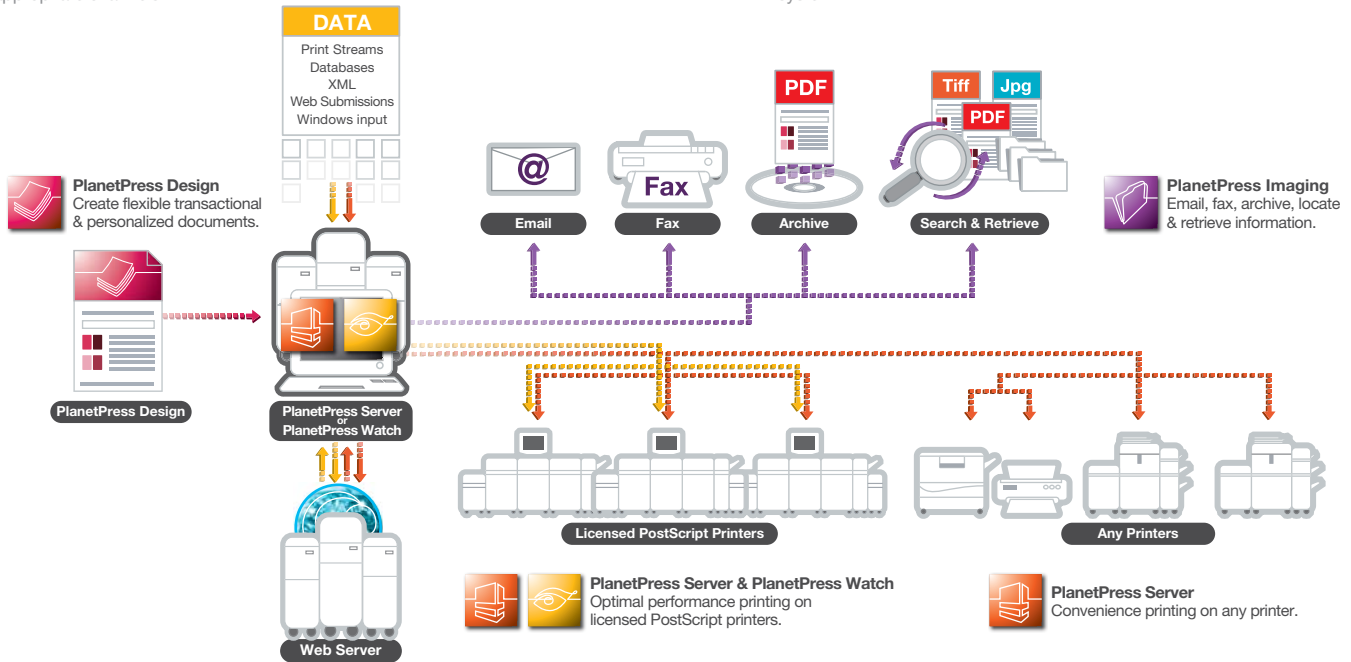 DATA
Print Streams
Databases
XML
Web Submissions
Windows input
PlanetPress Design
Create flexible transactional
& personalized documents.
PDF
Tiff
Jpg
PDF
@
Fax
Email
Fax
Archive
Search & Retrieve
PlanetPress Imaging
Email, fax, archive, locate
& retrieve information.
PlanetPress Design
PlanetPress Server
or
PlanetPress Watch
Licensed PostScript Printers
Any Printers
PlanetPress Server & PlanetPress Watch
Optimal performance printing on
licensed PostScript printers.
PlanetPress Server
Convenience printing on any printer.
Web Server